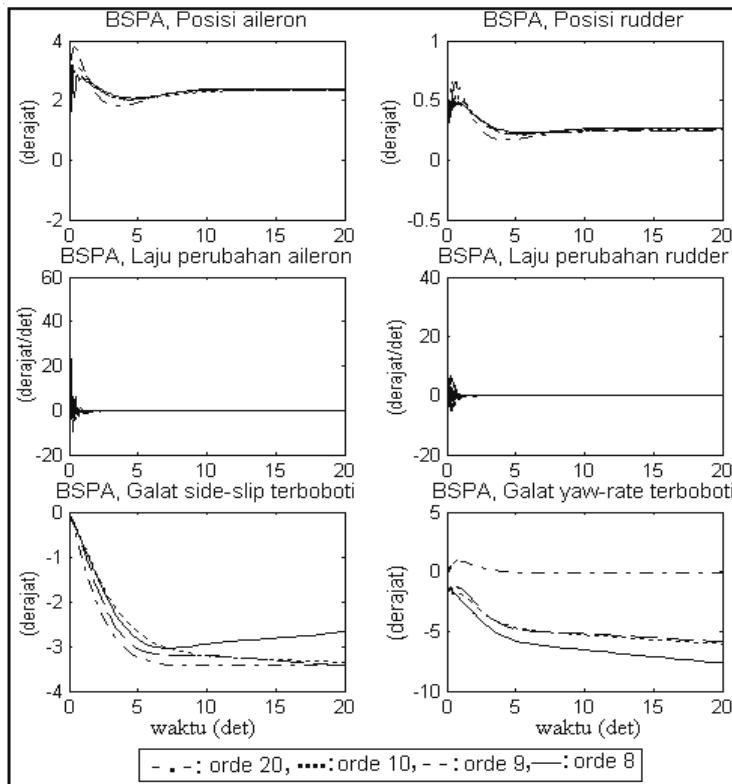 BSPA, Posisi aileron
BSPA, Posisi rudder
(derajat)
4
2
0
-2
0 5 10 15 20
(derajat)
1
0.5
0
-0.5
0 5 10 15 20
BSPA, Laju perubahan aileron
BSPA, Laju perubahan rudder
(derajat/det)
60
40
20
0
-20
0 5 10 15 20
(derajat/det)
40
20
0
-20
0 5 10 15 20
BSPA, Galat side-slip terboboti
BSPA, Galat yaw-rate terboboti
(derajat)
0
-1
-2
-3
-4
0 5 10 15 20
waktu (det)
(derajat)
5
0
-5
-10
0 5 10 15 20
waktu (det)
: orde 20, : orde 10, : orde 9 : orde 8